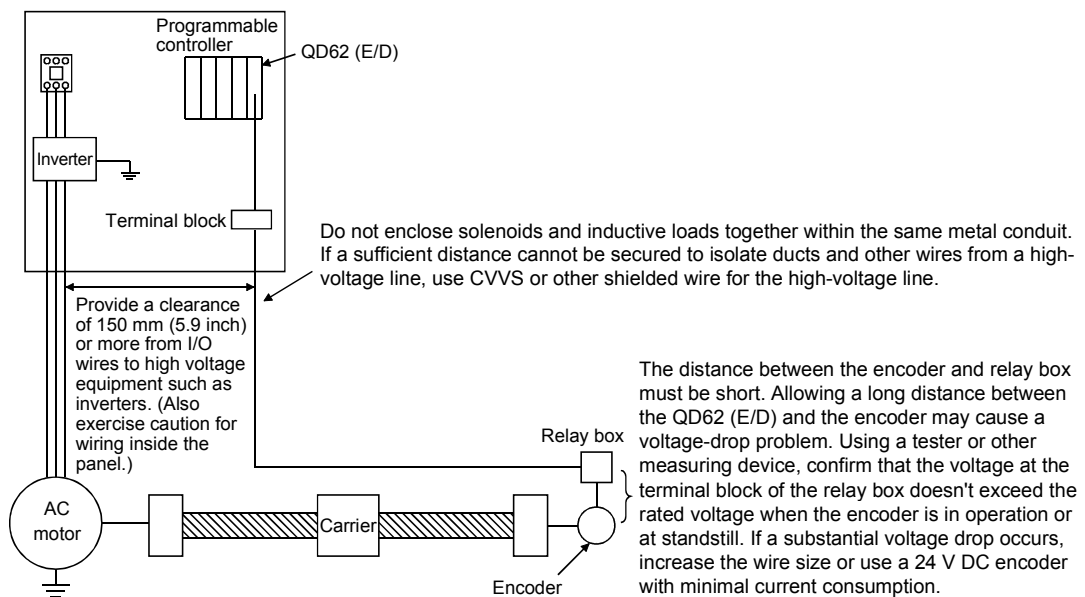 Programmable
controller
QD62 (E/D)
Inverter
Terminal block
Do not enclose solenoids and inductive loads together within the same metal conduit.
If a sufficient distance cannot be secured to isolate ducts and other wires from a high-
voltage line, use CVVS or other shielded wire for the high-voltage line.
Provide a clearance
of 150 mm (5.9 inch)
or more from I/O
wires to high voltage
equipment such as
inverters. (Also
exercise caution for
wiring inside the
panel.)
The distance between the encoder and relay box
must be short. Allowing a long distance between
the QD62 (E/D) and the encoder may cause a
voltage-drop problem. Using a tester or other
measuring device, confirm that the voltage at the
terminal block of the relay box doesn't exceed the
rated voltage when the encoder is in operation or
at standstill. If a substantial voltage drop occurs,
increase the wire size or use a 24 V DC encoder
with minimal current consumption.
Relay box
AC
motor
Carrier
Encoder